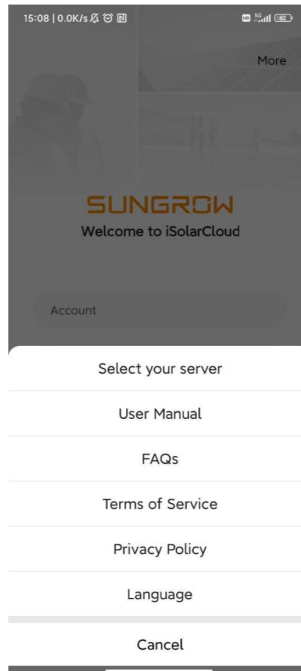 15:08 | 0.0K/s
5G
More
SUNGROW
Welcome to iSolarCloud
Account
Select your server
User Manual
FAQs
Terms of Service
Privacy Policy
Language
Cancel